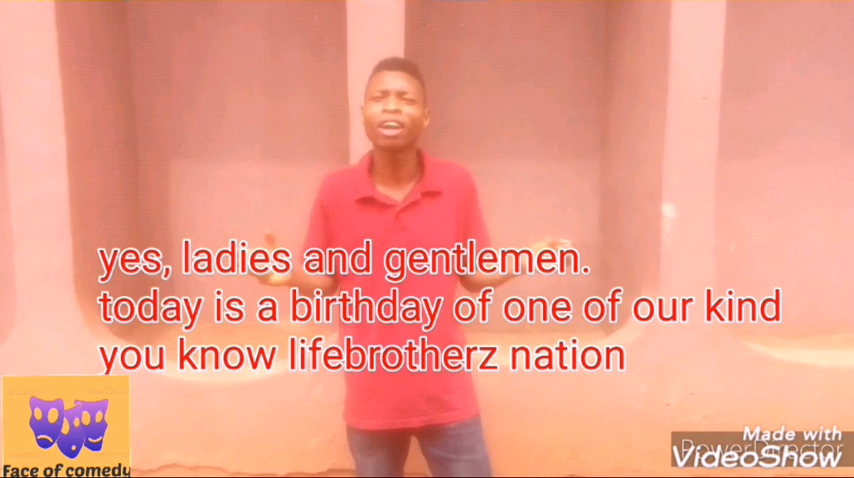 yes, ladies and gentlemen.
today is a birthday of one of our kind
you know lifebrotherz nation
Face of comedy
Made with
PowerDirector
VideoShow